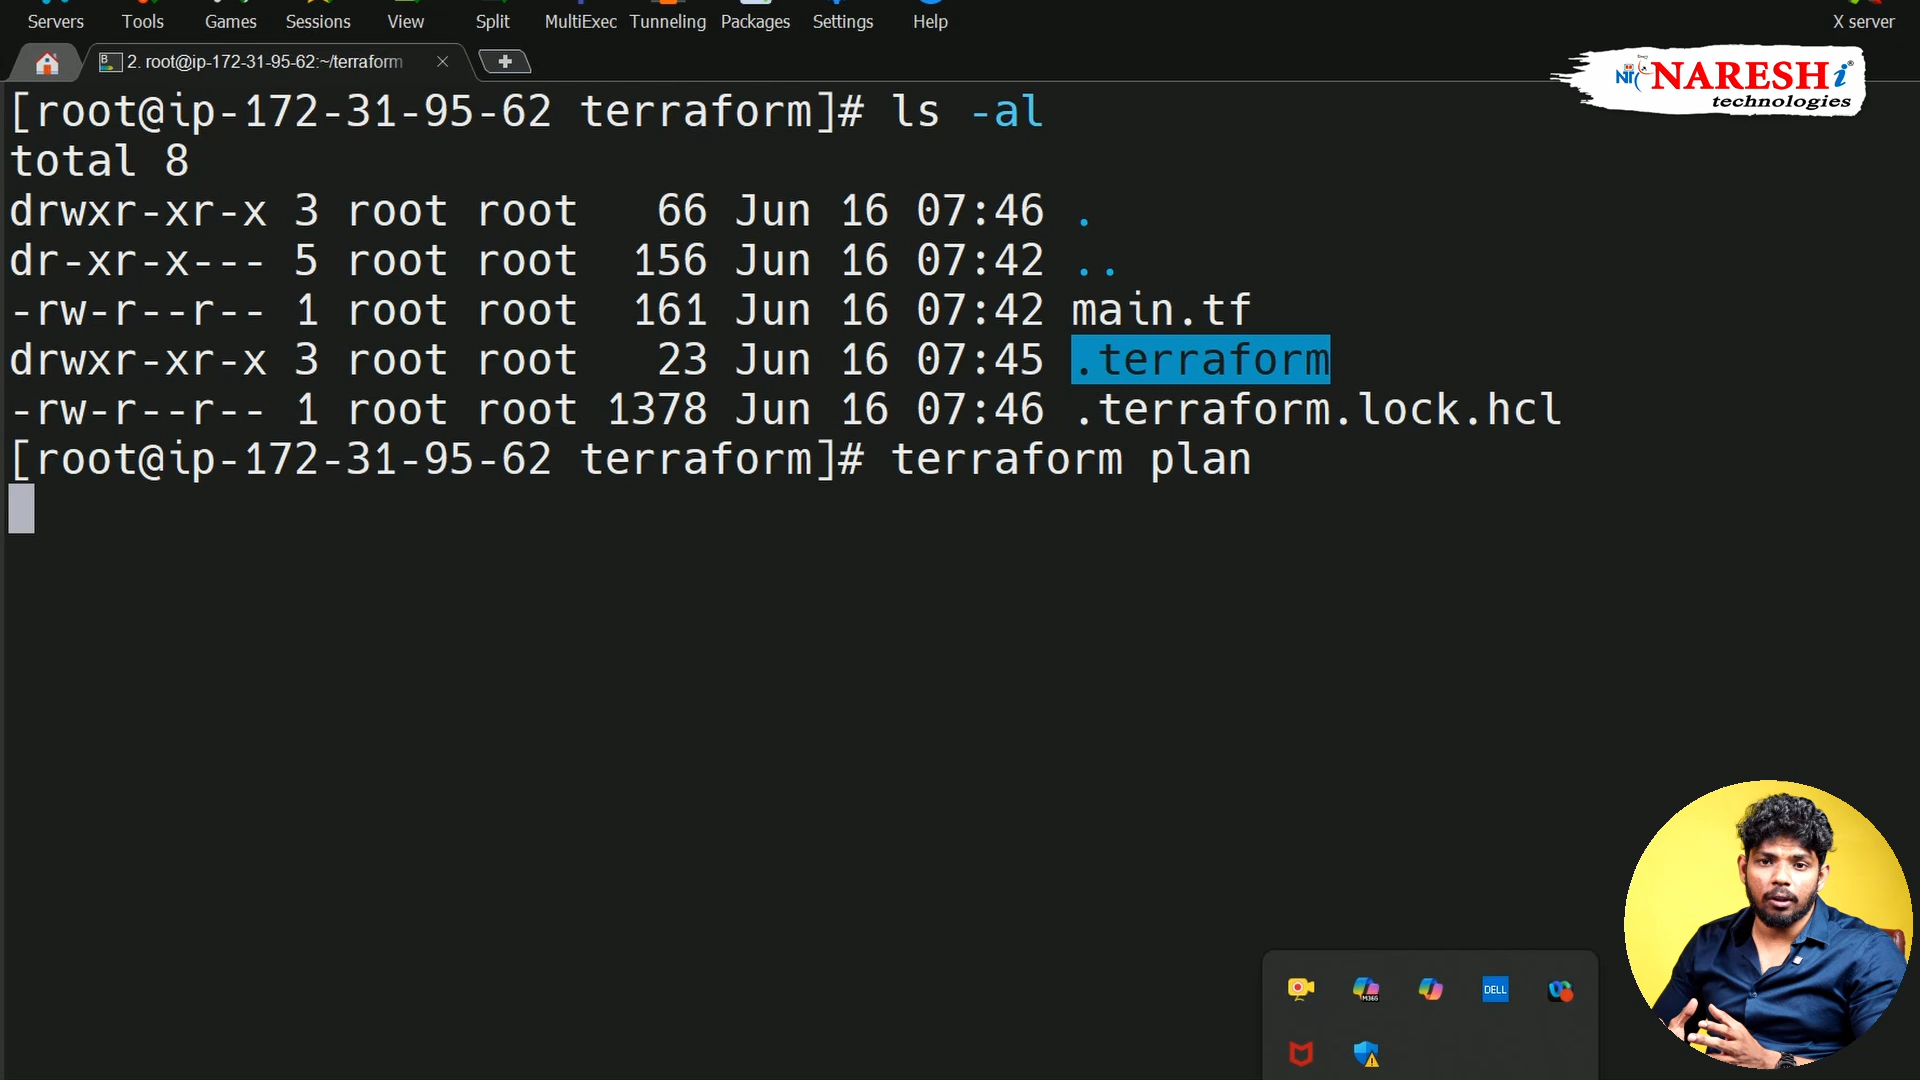 Servers Tools Games Sessions View Split MultiExec Tunneling Packages Settings Help X server
2. root@ip-172-31-95-62:~/terraform
NARESHi®
technologies
[root@ip-172-31-95-62 terraform]# ls -al
total 8
drwxr-xr-x 3 root root   66 Jun 16 07:46 .
dr-xr-x--- 5 root root  156 Jun 16 07:42 ..
-rw-r--r-- 1 root root  161 Jun 16 07:42 main.tf
drwxr-xr-x 3 root root   23 Jun 16 07:45 .terraform
-rw-r--r-- 1 root root 1378 Jun 16 07:46 .terraform.lock.hcl
[root@ip-172-31-95-62 terraform]# terraform plan
M365
DELL